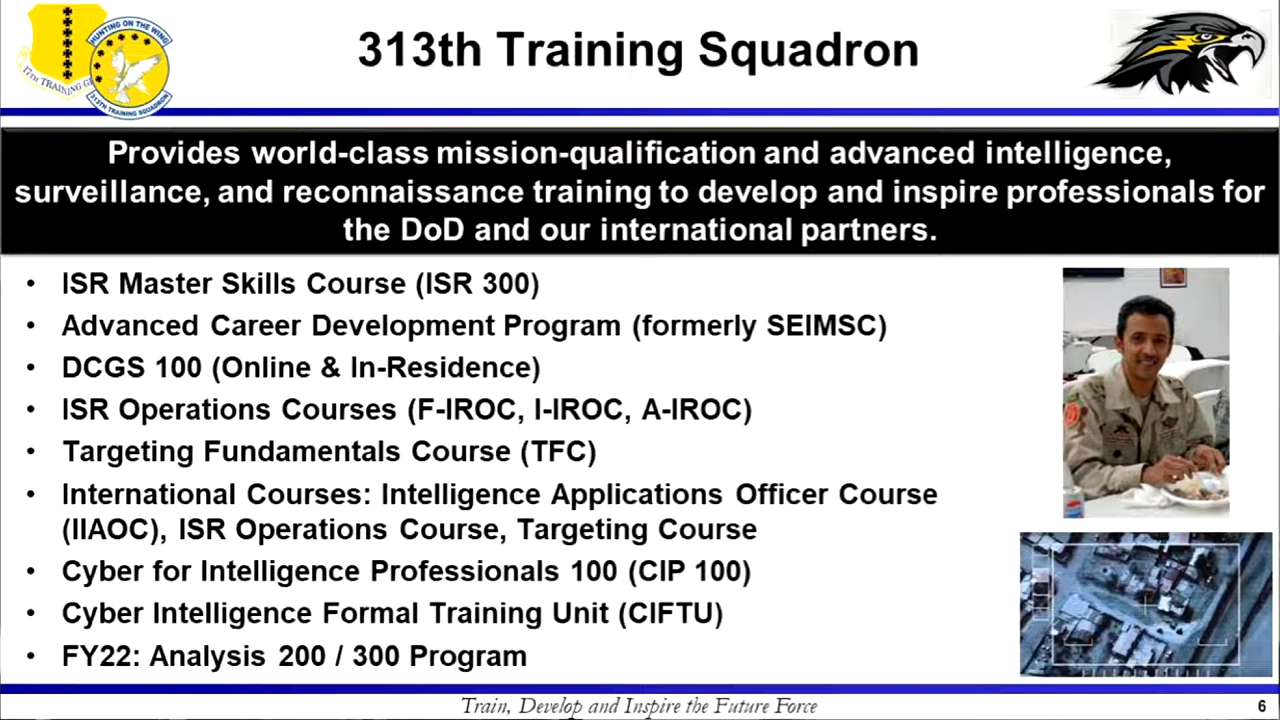 HUNTING ON THE WING
17TH TRAINING
313TH TRAINING SQUADRON
313th Training Squadron
Provides world-class mission-qualification and advanced intelligence,
surveillance, and reconnaissance training to develop and inspire professionals for
the DoD and our international partners.
• ISR Master Skills Course (ISR 300)
• Advanced Career Development Program (formerly SEIMSC)
• DCGS 100 (Online & In-Residence)
• ISR Operations Courses (F-IROC, I-IROC, A-IROC)
• Targeting Fundamentals Course (TFC)
• International Courses: Intelligence Applications Officer Course
(IIAOC), ISR Operations Course, Targeting Course
• Cyber for Intelligence Professionals 100 (CIP 100)
• Cyber Intelligence Formal Training Unit (CIFTU)
• FY22: Analysis 200 / 300 Program
Train, Develop and Inspire the Future Force
6